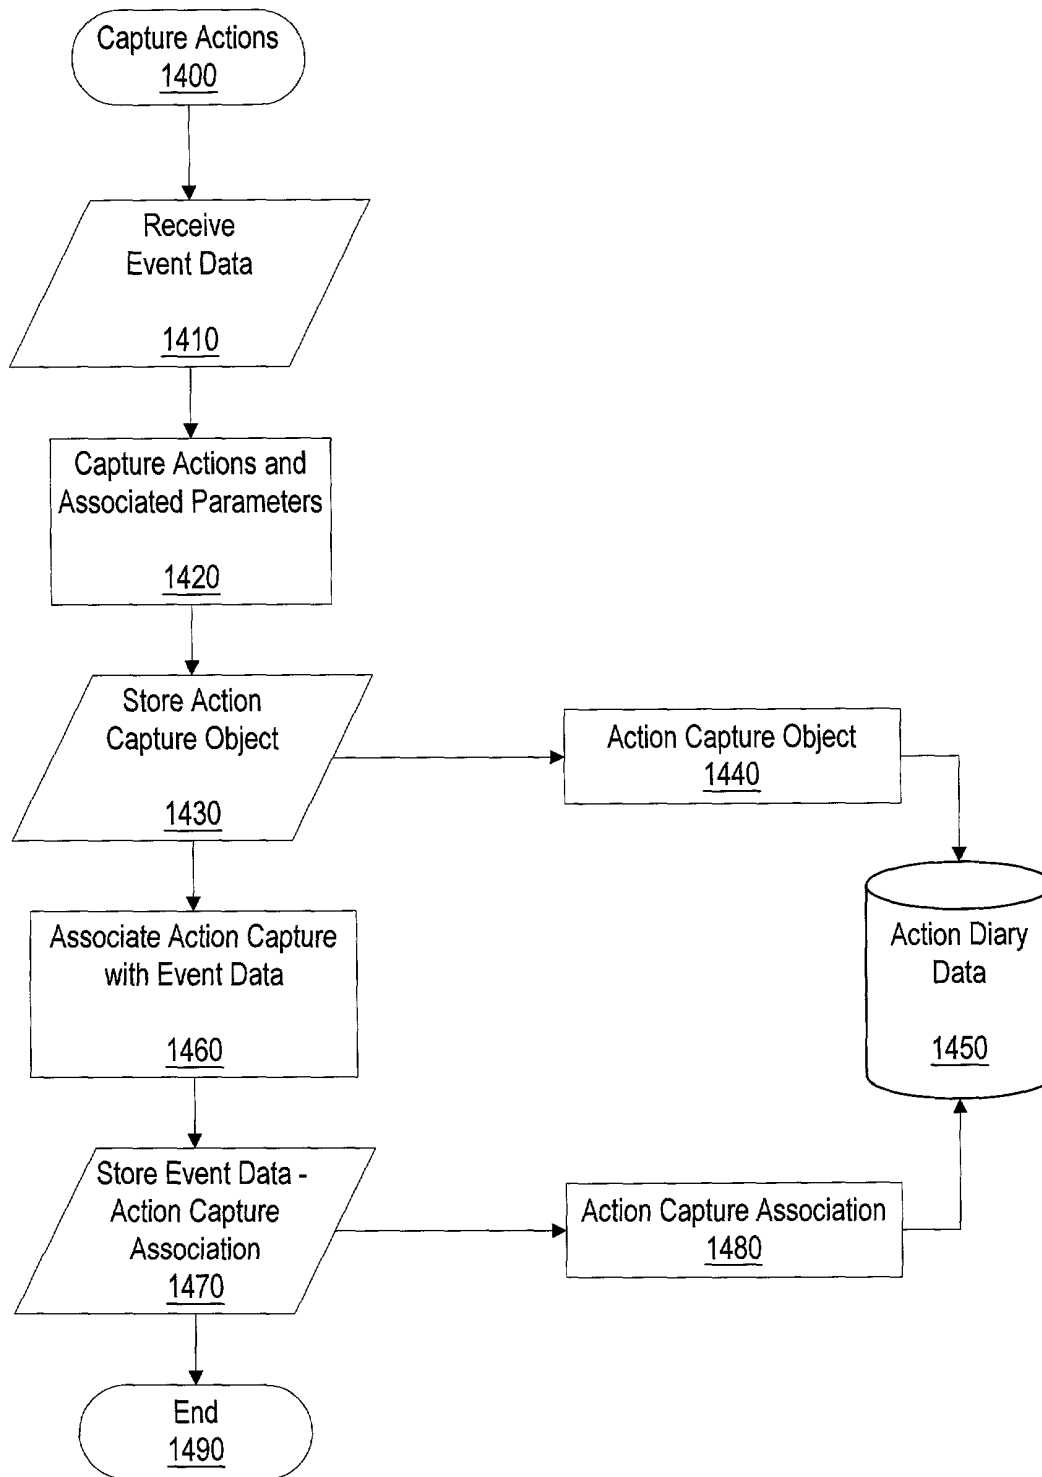 Capture Actions
1400
Receive
Event Data
1410
Capture Actions and
Associated Parameters
1420
Store Action
Capture Object
1430
Action Capture Object
1440
Action Diary
Data
1450
Associate Action Capture
with Event Data
1460
Store Event Data -
Action Capture
Association
1470
Action Capture Association
1480
End
1490